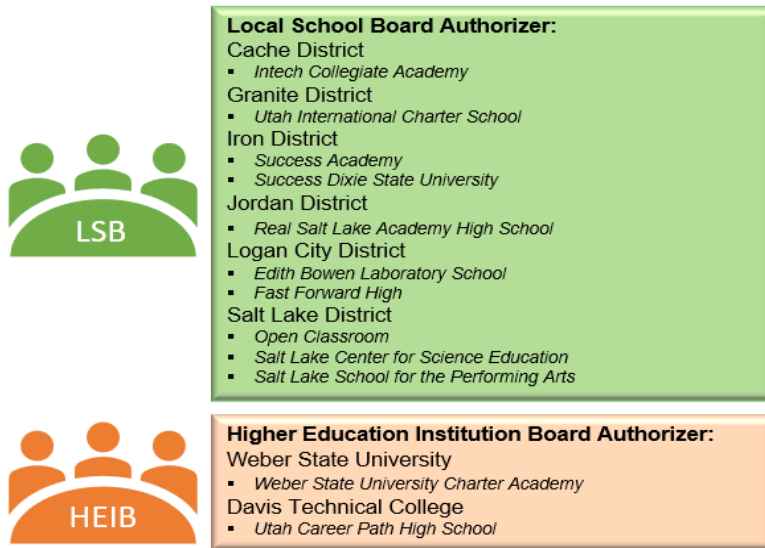 LSB
Local School Board Authorizer:
Cache District
▪ Intech Collegiate Academy
Granite District
▪ Utah International Charter School
Iron District
▪ Success Academy
▪ Success Dixie State University
Jordan District
▪ Real Salt Lake Academy High School
Logan City District
▪ Edith Bowen Laboratory School
▪ Fast Forward High
Salt Lake District
▪ Open Classroom
▪ Salt Lake Center for Science Education
▪ Salt Lake School for the Performing Arts
HEIB
Higher Education Institution Board Authorizer:
Weber State University
▪ Weber State University Charter Academy
Davis Technical College
▪ Utah Career Path High School